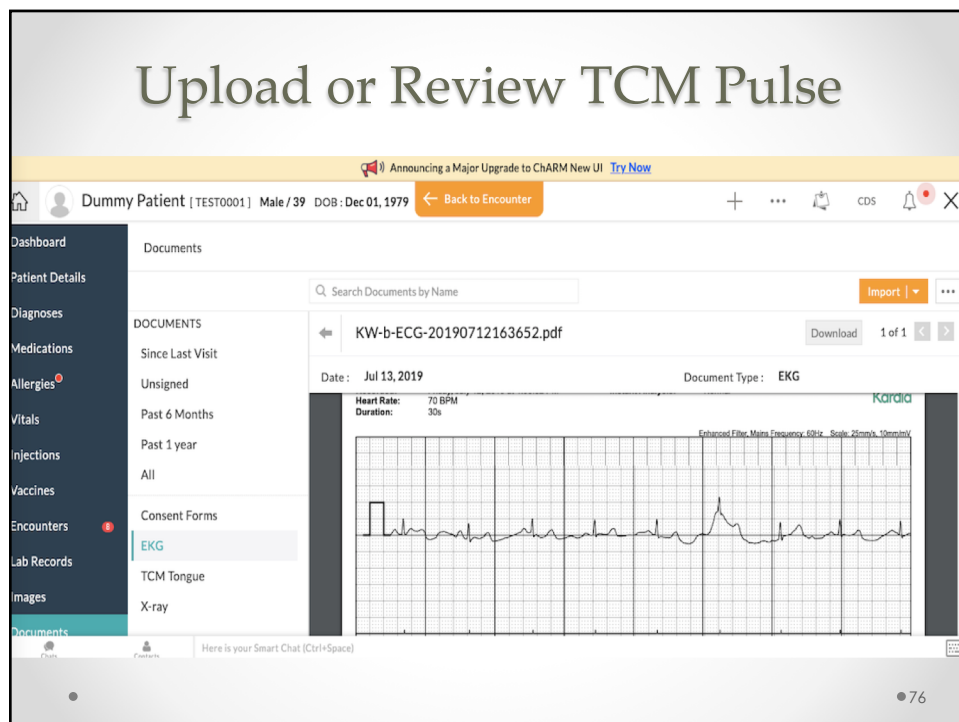 Upload or Review TCM Pulse
Announcing a Major Upgrade to ChARM New UI Try Now
Dummy Patient [ TEST0001 ] Male / 39 DOB : Dec 01, 1979 Back to Encounter
CDS
Dashboard
Patient Details
Diagnoses
Medications
Allergies
Vitals
Injections
Vaccines
Encounters 8
Lab Records
Images
Documents
Documents
Search Documents by Name
Import
DOCUMENTS
Since Last Visit
Unsigned
Past 6 Months
Past 1 year
All
Consent Forms
EKG
TCM Tongue
X-ray
KW-b-ECG-20190712163652.pdf
Download 1 of 1
Date : Jul 13, 2019 Document Type : EKG
Heart Rate: 70 BPM
Duration: 30s
Kardia
Enhanced Filter, Mains Frequency: 60Hz Scale: 25mm/s, 10mm/mV
Chats
Contacts
Here is your Smart Chat (Ctrl+Space)
76